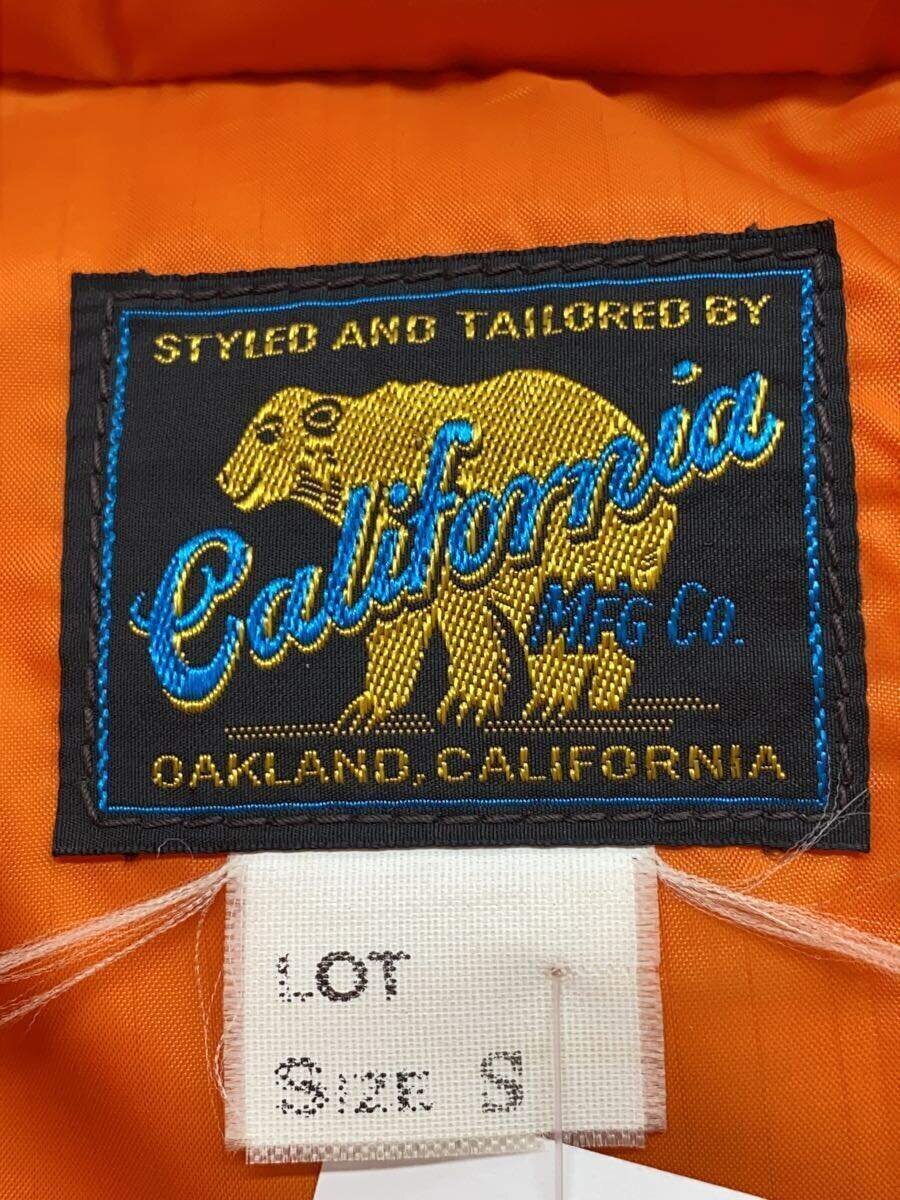 STYLED AND TAILORED BY
California
MFG CO.
OAKLAND, CALIFORNIA
LOT
SIZE S